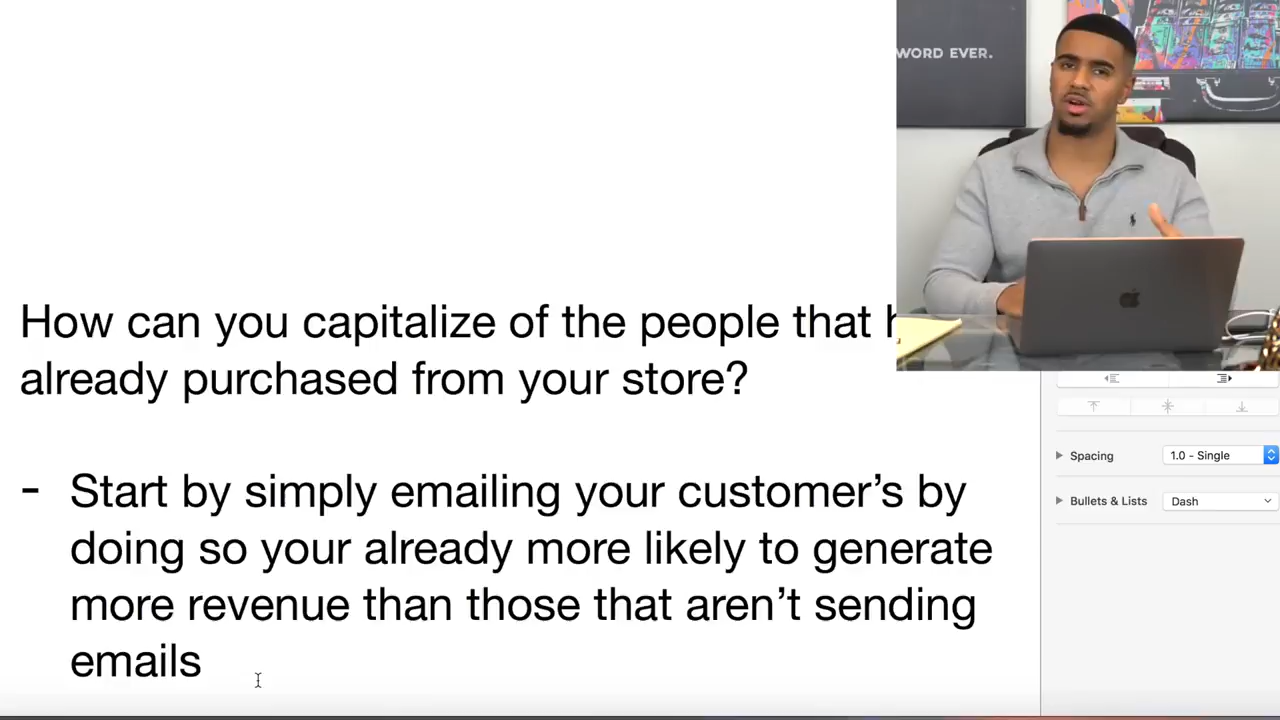 WORD EVER.
How can you capitalize of the people that
already purchased from your store?
- Start by simply emailing your customer’s by
doing so your already more likely to generate
more revenue than those that aren’t sending
emails
Spacing
1.0 - Single
Bullets & Lists
Dash